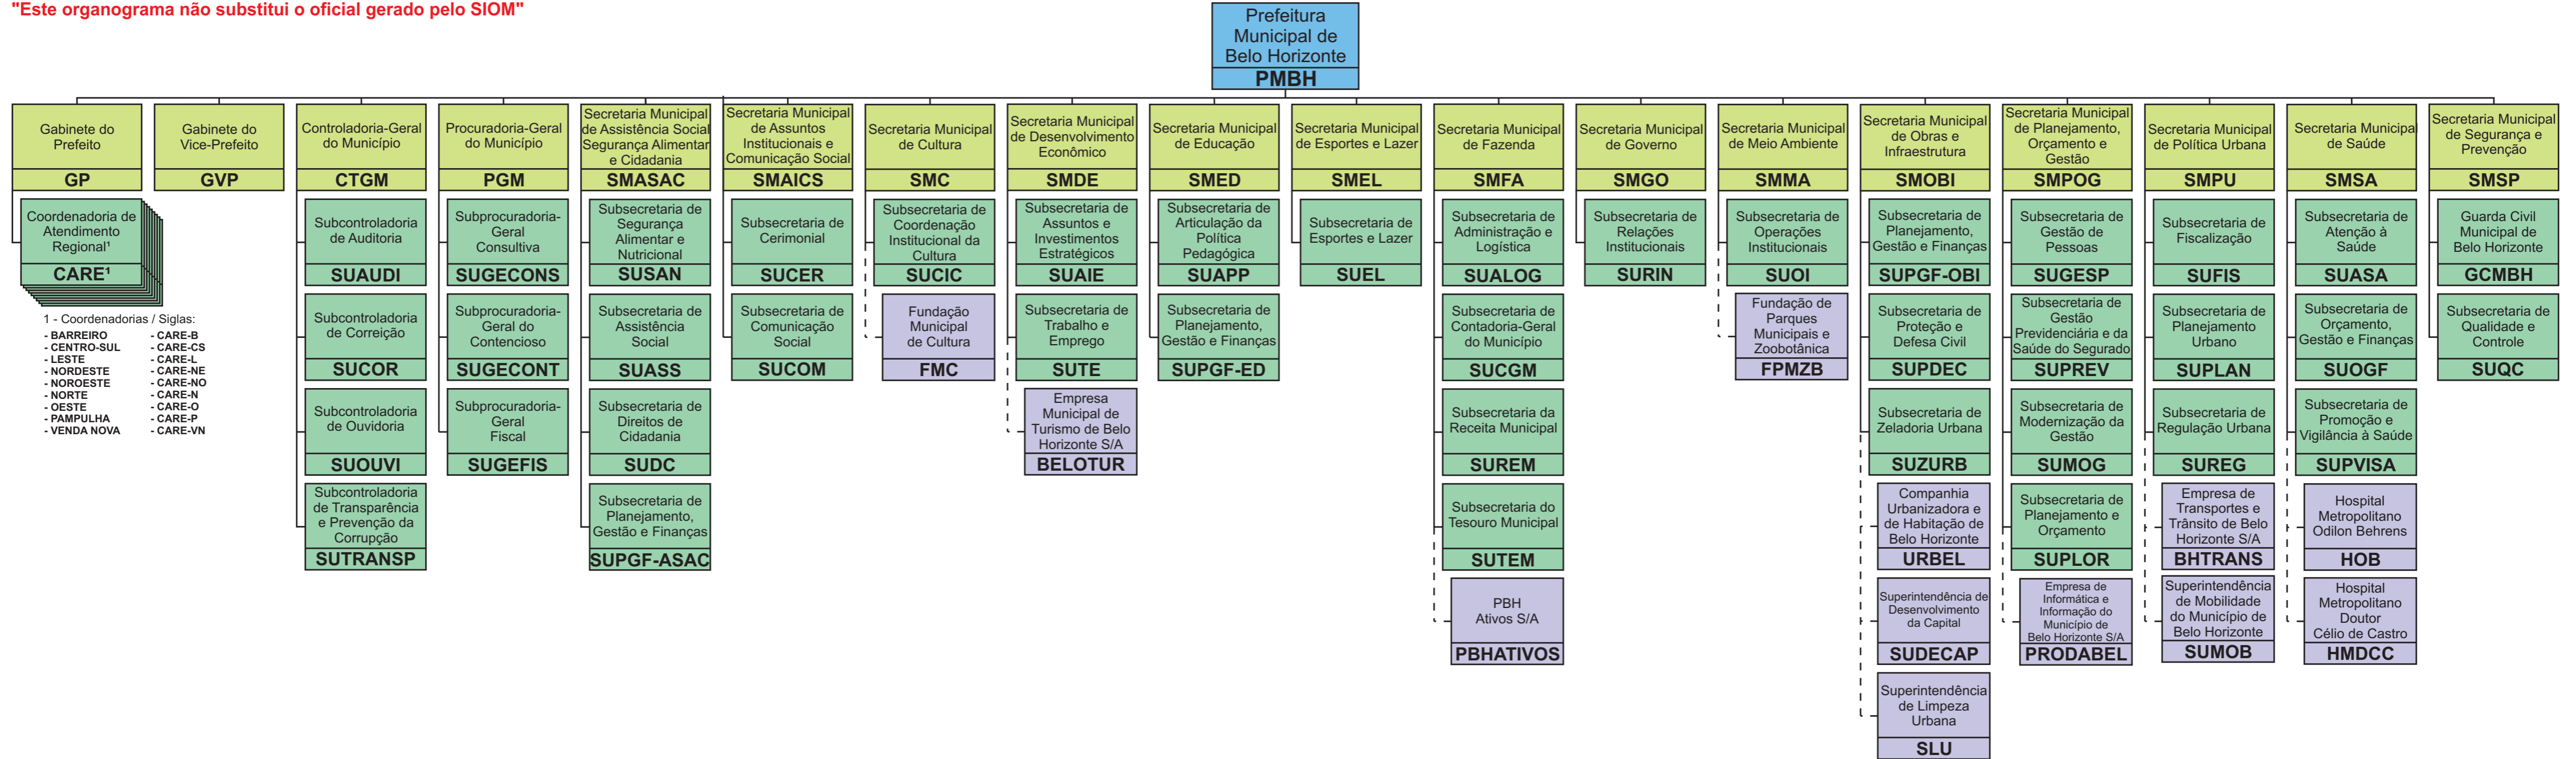 "Este organograma não substitui o oficial gerado pelo SIOM"
Prefeitura
Municipal de
Belo Horizonte
PMBH
Gabinete do
Prefeito
GP
Gabinete do
Vice-Prefeito
GVP
Controladoria-Geral
do Município
CTGM
Procuradoria-Geral
do Município
PGM
Secretaria Municipal
de Assistência Social
Segurança Alimentar
e Cidadania
SMASAC
Secretaria Municipal
de Assuntos
Institucionais e
Comunicação Social
SMAICS
Secretaria Municipal
de Cultura
SMC
Secretaria Municipal
de Desenvolvimento
Econômico
SMDE
Secretaria Municipal
de Educação
SMED
Secretaria Municipal
de Esportes e Lazer
SMEL
Secretaria Municipal
de Fazenda
SMFA
Secretaria Municipal
de Governo
SMGO
Secretaria Municipal
de Meio Ambiente
SMMA
Secretaria Municipal
de Obras e
Infraestrutura
SMOBI
Secretaria Municipal
de Planejamento,
Orçamento e
Gestão
SMPOG
Secretaria Municipal
de Política Urbana
SMPU
Secretaria Municipal
de Saúde
SMSA
Secretaria Municipal
de Segurança e
Prevenção
SMSP
Coordenadoria de
Atendimento
Regional¹
CARE¹
1 - Coordenadorias / Siglas:
- BARREIRO - CARE-B
- CENTRO-SUL - CARE-CS
- LESTE - CARE-L
- NORDESTE - CARE-NE
- NOROESTE - CARE-NO
- NORTE - CARE-N
- OESTE - CARE-O
- PAMPULHA - CARE-P
- VENDA NOVA - CARE-VN
Subcontroladoria
de Auditoria
SUAUDI
Subcontroladoria
de Correição
SUCOR
Subcontroladoria
de Ouvidoria
SUOUVI
Subcontroladoria
de Transparência
e Prevenção da
Corrupção
SUTRANSP
Subprocuradoria-
Geral
Consultiva
SUGECONS
Subprocuradoria-
Geral do
Contencioso
SUGECONT
Subprocuradoria-
Geral
Fiscal
SUGEFIS
Subsecretaria de
Segurança
Alimentar e
Nutricional
SUSAN
Subsecretaria de
Assistência
Social
SUASS
Subsecretaria de
Direitos de
Cidadania
SUDC
Subsecretaria de
Planejamento,
Gestão e Finanças
SUPGF-ASAC
Subsecretaria de
Cerimonial
SUCER
Subsecretaria de
Comunicação
Social
SUCOM
Subsecretaria de
Coordenação
Institucional da
Cultura
SUCIC
Fundação
Municipal
de Cultura
FMC
Subsecretaria de
Assuntos e
Investimentos
Estratégicos
SUAIE
Subsecretaria de
Trabalho e
Emprego
SUTE
Empresa
Municipal de
Turismo de Belo
Horizonte S/A
BELOTUR
Subsecretaria de
Articulação da
Política
Pedagógica
SUAPP
Subsecretaria de
Planejamento,
Gestão e Finanças
SUPGF-ED
Subsecretaria de
Esportes e Lazer
SUEL
Subsecretaria de
Administração e
Logística
SUALOG
Subsecretaria de
Contadoria-Geral
do Município
SUCGM
Subsecretaria da
Receita Municipal
SUREM
Subsecretaria do
Tesouro Municipal
SUTEM
PBH
Ativos S/A
PBHATIVOS
Subsecretaria de
Relações
Institucionais
SURIN
Subsecretaria de
Operações
Institucionais
SUOI
Fundação de
Parques
Municipais e
Zoobotânica
FPMZB
Subsecretaria de
Planejamento,
Gestão e Finanças
SUPGF-OBI
Subsecretaria de
Proteção e
Defesa Civil
SUPDEC
Subsecretaria de
Zeladoria Urbana
SUZURB
Companhia
Urbanizadora e
de Habitação de
Belo Horizonte
URBEL
Superintendência de
Desenvolvimento
da Capital
SUDECAP
Superintendência
de Limpeza
Urbana
SLU
Subsecretaria de
Gestão de
Pessoas
SUGESP
Subsecretaria de
Gestão
Previdenciária e da
Saúde do Segurado
SUPREV
Subsecretaria de
Modernização da
Gestão
SUMOG
Subsecretaria de
Planejamento e
Orçamento
SUPLOR
Empresa de
Informática e
Informação do
Município de
Belo Horizonte S/A
PRODABEL
Subsecretaria de
Fiscalização
SUFIS
Subsecretaria de
Planejamento
Urbano
SUPLAN
Subsecretaria de
Regulação Urbana
SUREG
Empresa de
Transportes e
Trânsito de Belo
Horizonte S/A
BHTRANS
Superintendência
de Mobilidade
do Município de
Belo Horizonte
SUMOB
Subsecretaria de
Atenção à
Saúde
SUASA
Subsecretaria de
Orçamento,
Gestão e Finanças
SUOGF
Subsecretaria de
Promoção e
Vigilância à Saúde
SUPVISA
Hospital
Metropolitano
Odilon Behrens
HOB
Hospital
Metropolitano
Doutor
Célio de Castro
HMDCC
Guarda Civil
Municipal de
Belo Horizonte
GCMBH
Subsecretaria de
Qualidade e
Controle
SUQC